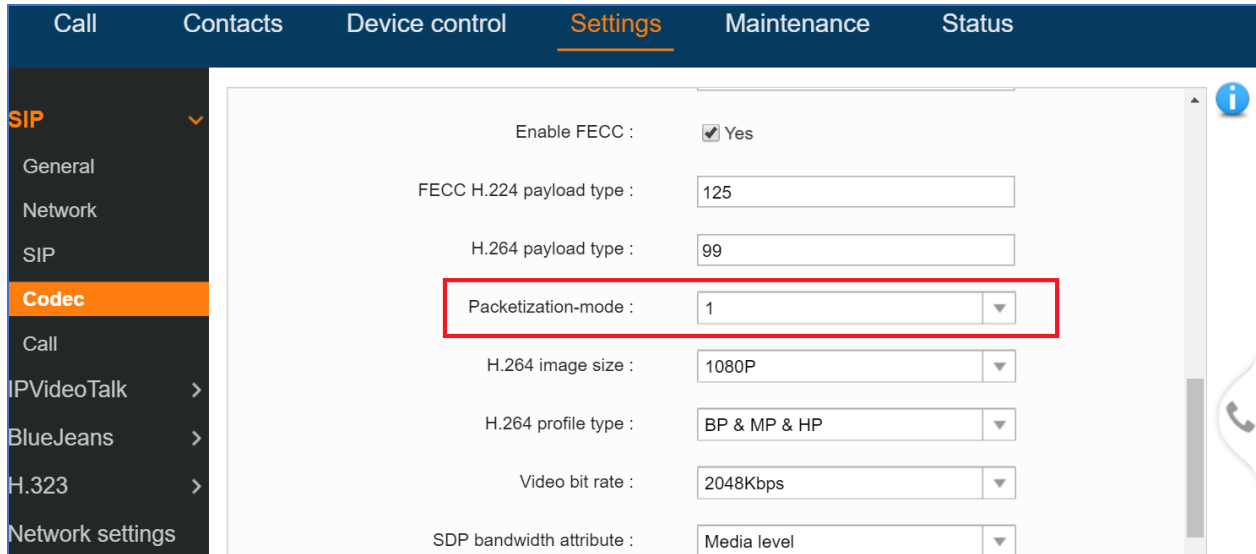 Call Contacts Device control Settings Maintenance Status
SIP
General
Network
SIP
Codec
Call
IPVideoTalk
BlueJeans
H.323
Network settings
Enable FECC : Yes
FECC H.224 payload type : 125
H.264 payload type : 99
Packetization-mode : 1
H.264 image size : 1080P
H.264 profile type : BP & MP & HP
Video bit rate : 2048Kbps
SDP bandwidth attribute : Media level